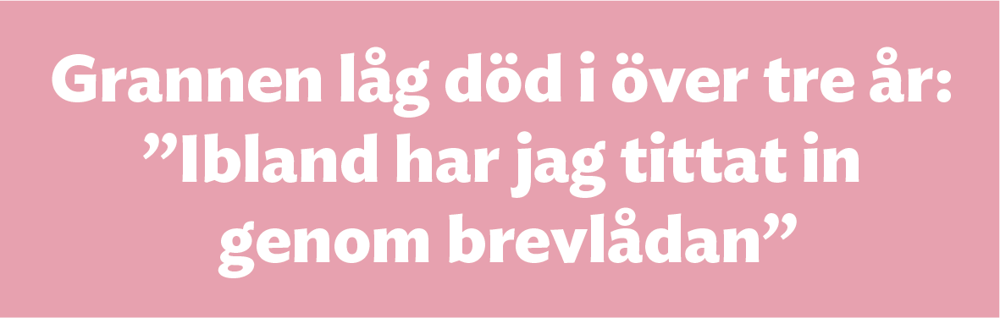 Grannen låg död i över tre år:
”Ibland har jag tittat in
genom brevlådan”